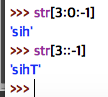 >>> str[3:0:-1]
'sih'
>>> str[3::-1]
'sihT'
>>>